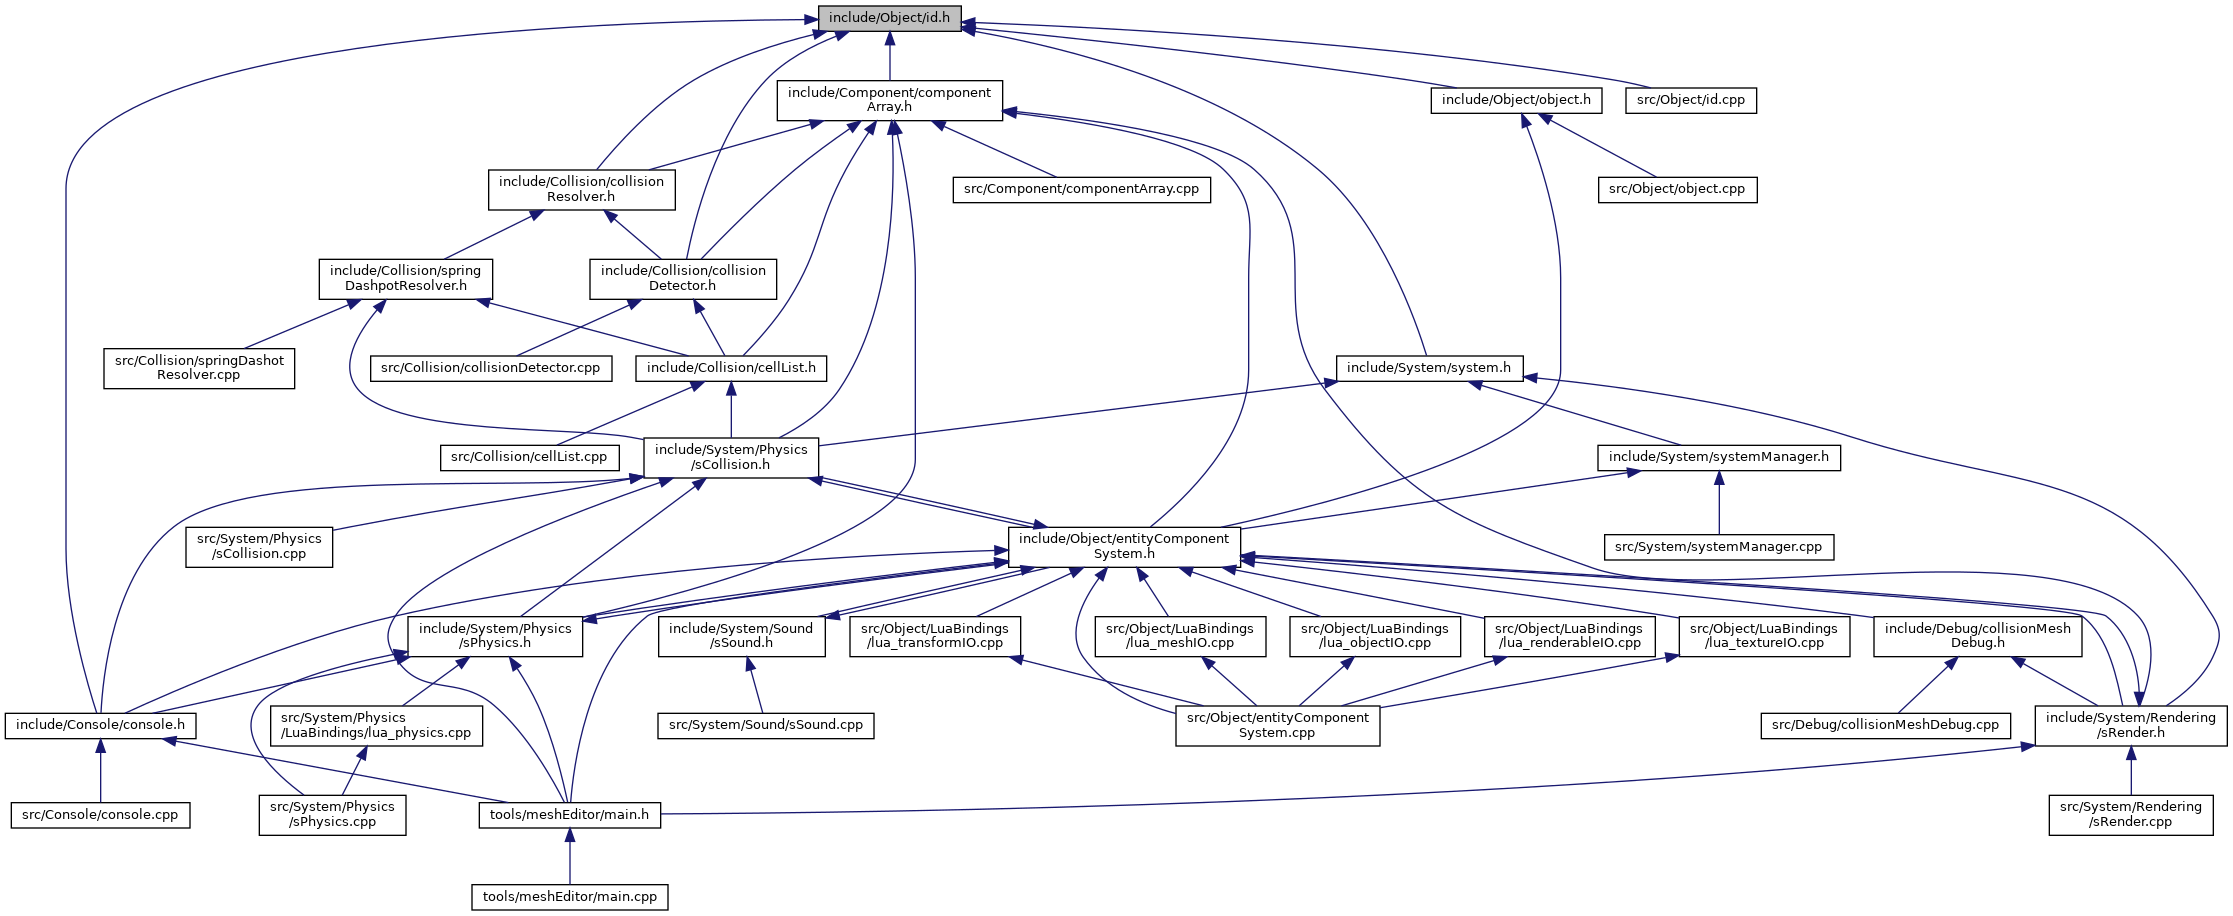 include/Object/id.h
include/Component/component
Array.h
include/Object/object.h
src/Object/id.cpp
include/Collision/collision
Resolver.h
src/Component/componentArray.cpp
src/Object/object.cpp
include/Collision/spring
DashpotResolver.h
include/Collision/collision
Detector.h
src/Collision/springDashot
Resolver.cpp
src/Collision/collisionDetector.cpp
include/Collision/cellList.h
include/System/system.h
src/Collision/cellList.cpp
include/System/Physics
/sCollision.h
include/System/systemManager.h
src/System/Physics
/sCollision.cpp
include/Object/entityComponent
System.h
src/System/systemManager.cpp
include/System/Physics
/sPhysics.h
include/System/Sound
/sSound.h
src/Object/LuaBindings
/lua_transformIO.cpp
src/Object/LuaBindings
/lua_meshIO.cpp
src/Object/LuaBindings
/lua_objectIO.cpp
src/Object/LuaBindings
/lua_renderableIO.cpp
src/Object/LuaBindings
/lua_textureIO.cpp
include/Debug/collisionMesh
Debug.h
include/Console/console.h
src/System/Physics
/LuaBindings/lua_physics.cpp
src/System/Sound/sSound.cpp
src/Object/entityComponent
System.cpp
src/Debug/collisionMeshDebug.cpp
include/System/Rendering
/sRender.h
src/Console/console.cpp
src/System/Physics
/sPhysics.cpp
tools/meshEditor/main.h
src/System/Rendering
/sRender.cpp
tools/meshEditor/main.cpp